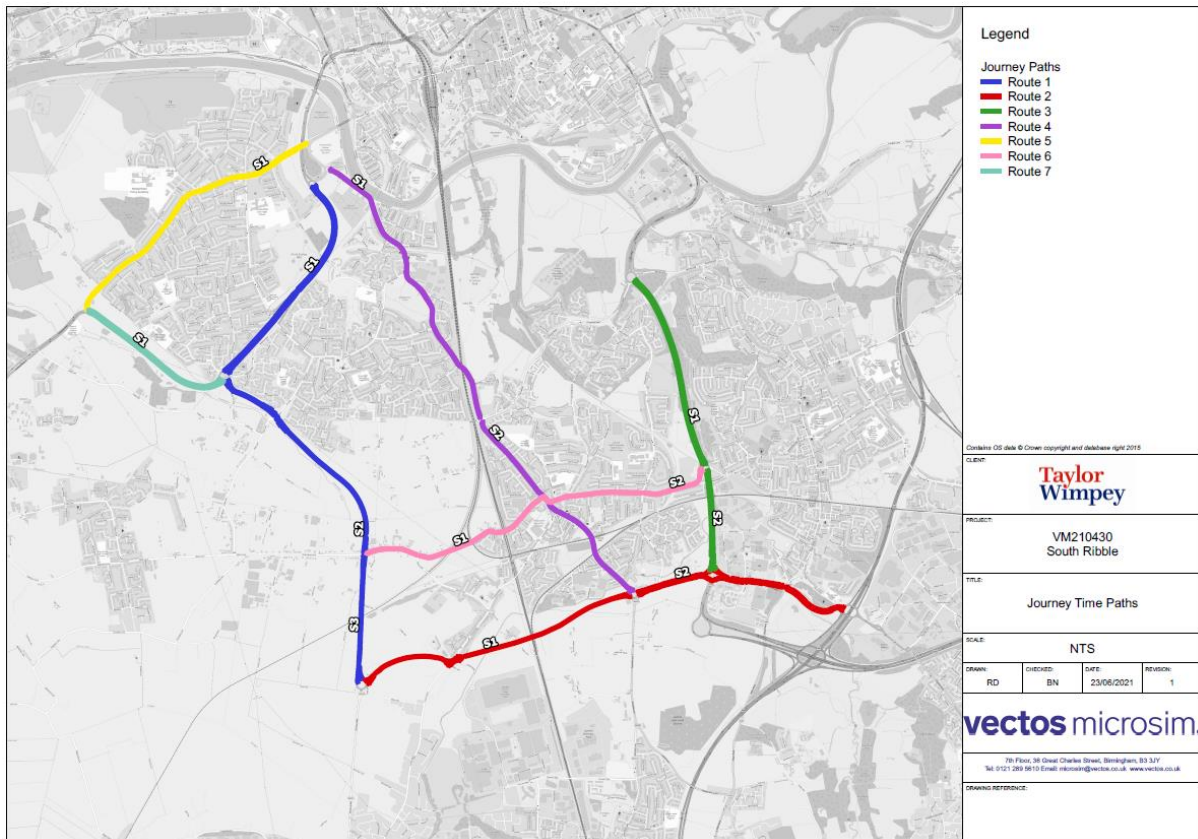 S1
S1
S1
S1
S1
S2
S2
S2
S1
S2
S2
S3
S1
Legend
Journey Paths
Route 1
Route 2
Route 3
Route 4
Route 5
Route 6
Route 7
Contains OS data © Crown copyright and database right 2015
CLIENT:
Taylor
Wimpey
PROJECT:
VM210430
South Ribble
TITLE:
Journey Time Paths
SCALE:
NTS
DRAWN: CHECKED: DATE: REVISION:
RD BN 23/06/2021 1
vectos microsim.
7th Floor, 38 Great Charles Street, Birmingham, B3 3JY
Tel: 0121 289 5610 Email: microsim@vectos.co.uk www.vectos.co.uk
DRAWING REFERENCE: